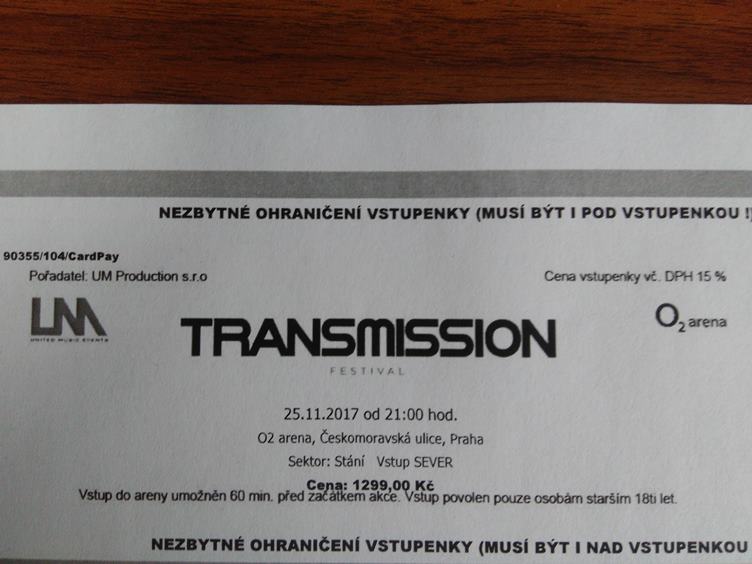 NEZBYTNÉ OHRANIČENÍ VSTUPENKY (MUSÍ BÝT I POD VSTUPENKOU !)
90355/104/CardPay
Pořadatel: UM Production s.r.o
Cena vstupenky vč. DPH 15 %
UM
UNITED MUSIC EVENTS
O2 arena
TRANSMISSION
FESTIVAL
25.11.2017 od 21:00 hod.
O2 arena, Českomoravská ulice, Praha
Sektor: Stání Vstup SEVER
Cena: 1299,00 Kč
Vstup do areny umožněn 60 min. před začátkem akce. Vstup povolen pouze osobám starším 18ti let.
NEZBYTNÉ OHRANIČENÍ VSTUPENKY (MUSÍ BÝT I NAD VSTUPENKOU